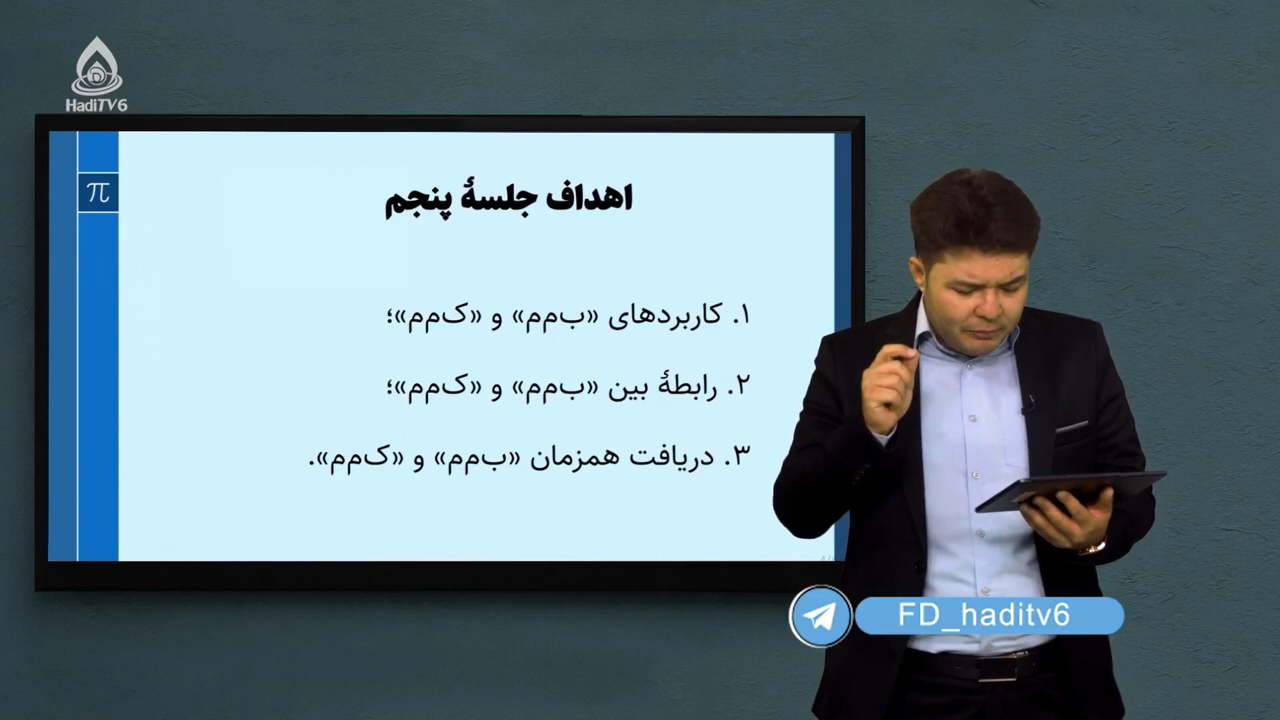 HadiTV6
π
اهداف جلسهٔ پنجم
۱. کاربردهای «ب‌م‌م» و «ک‌م‌م»؛
۲. رابطهٔ بین «ب‌م‌م» و «ک‌م‌م»؛
۳. دریافت همزمان «ب‌م‌م» و «ک‌م‌م».
FD_haditv6